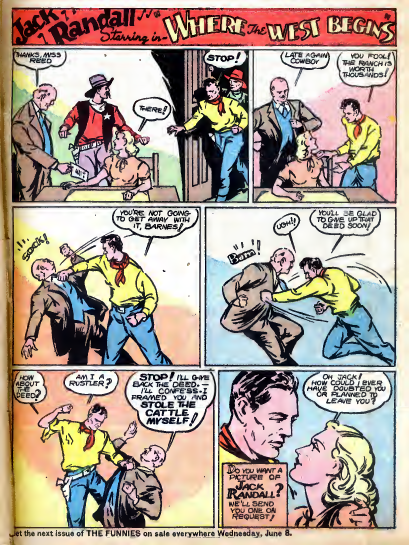 Jack Randall
Starring in-
WHERE The WEST BEGINS
THANKS, MISS
REED
THERE!
STOP!
LATE AGAIN
COWBOY
YOU FOOL!
THE RANCH IS
WORTH
THOUSANDS!
SOCK!
YOU'RE NOT GOING
TO GET AWAY WITH
IT, BARNES!
Bam!
UGH!!
YOU'LL BE GLAD
TO GIVE UP THAT
DEED SOON!
HOW
ABOUT
THE
DEED?
AM I A
RUSTLER?
STOP! I'LL GIVE
BACK THE DEED.—
I'LL CONFESS-I
FRAMED YOU AND
STOLE THE
CATTLE
MYSELF!
OH JACK!
HOW COULD I EVER
HAVE DOUBTED YOU
OR PLANNED TO
LEAVE YOU?
DO YOU WANT A
PICTURE OF
JACK
RANDALL?
WE'LL SEND
YOU ONE ON
REQUEST!
et the next issue of THE FUNNIES on sale everywhere Wednesday, June 8.